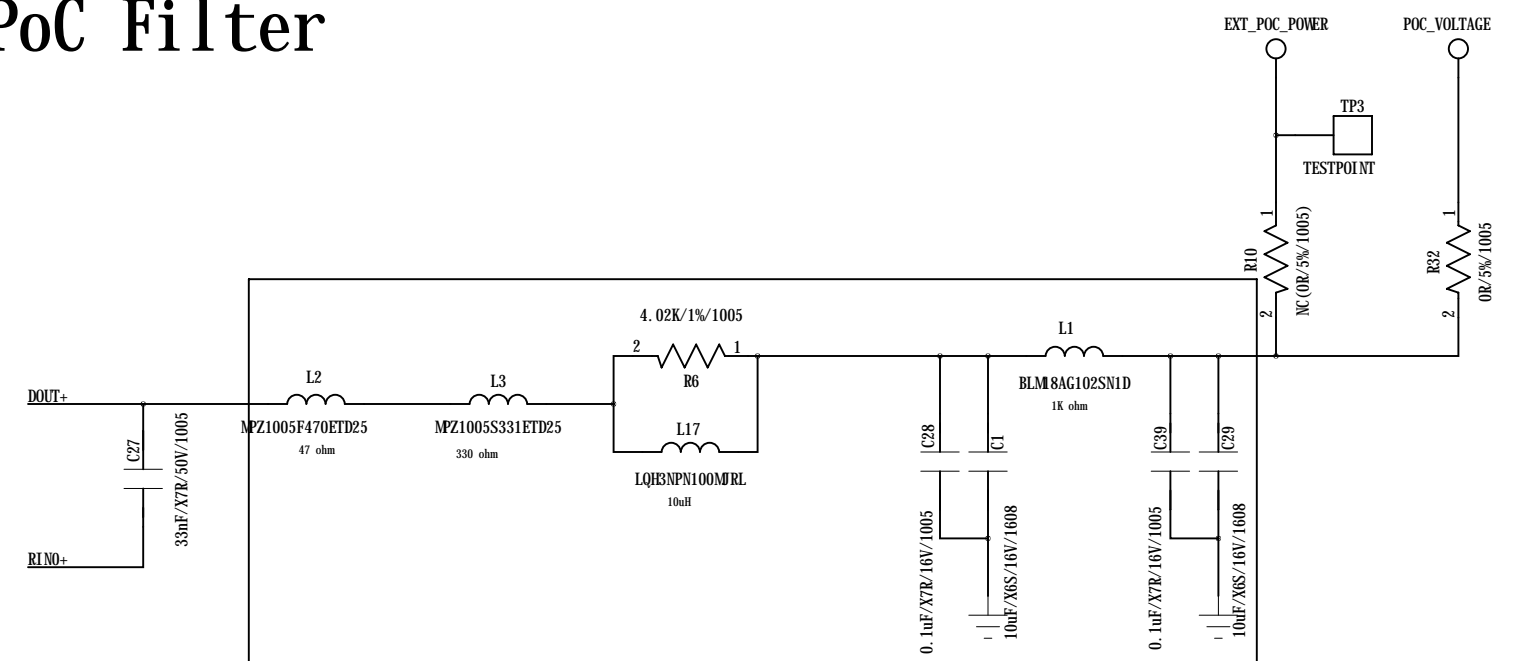 PoC Filter
EXT_POC_POWER
POC_VOLTAGE
TP3
TESTPOINT
1
R10
NC(0R/5%/1005)
2
1
R32
0R/5%/1005
2
4.02K/1%/1005
2
1
R6
L1
BLM18AG102SN1D
1K ohm
L2
MPZ1005F470ETD25
47 ohm
L3
MPZ1005S331ETD25
330 ohm
L17
LQH3NPN100MJRL
10uH
DOUT+
C27
33nF/X7R/50V/1005
RIN0+
C28
0.1uF/X7R/16V/1005
C1
10uF/X6S/16V/1608
C39
0.1uF/X7R/16V/1005
C29
10uF/X6S/16V/1608